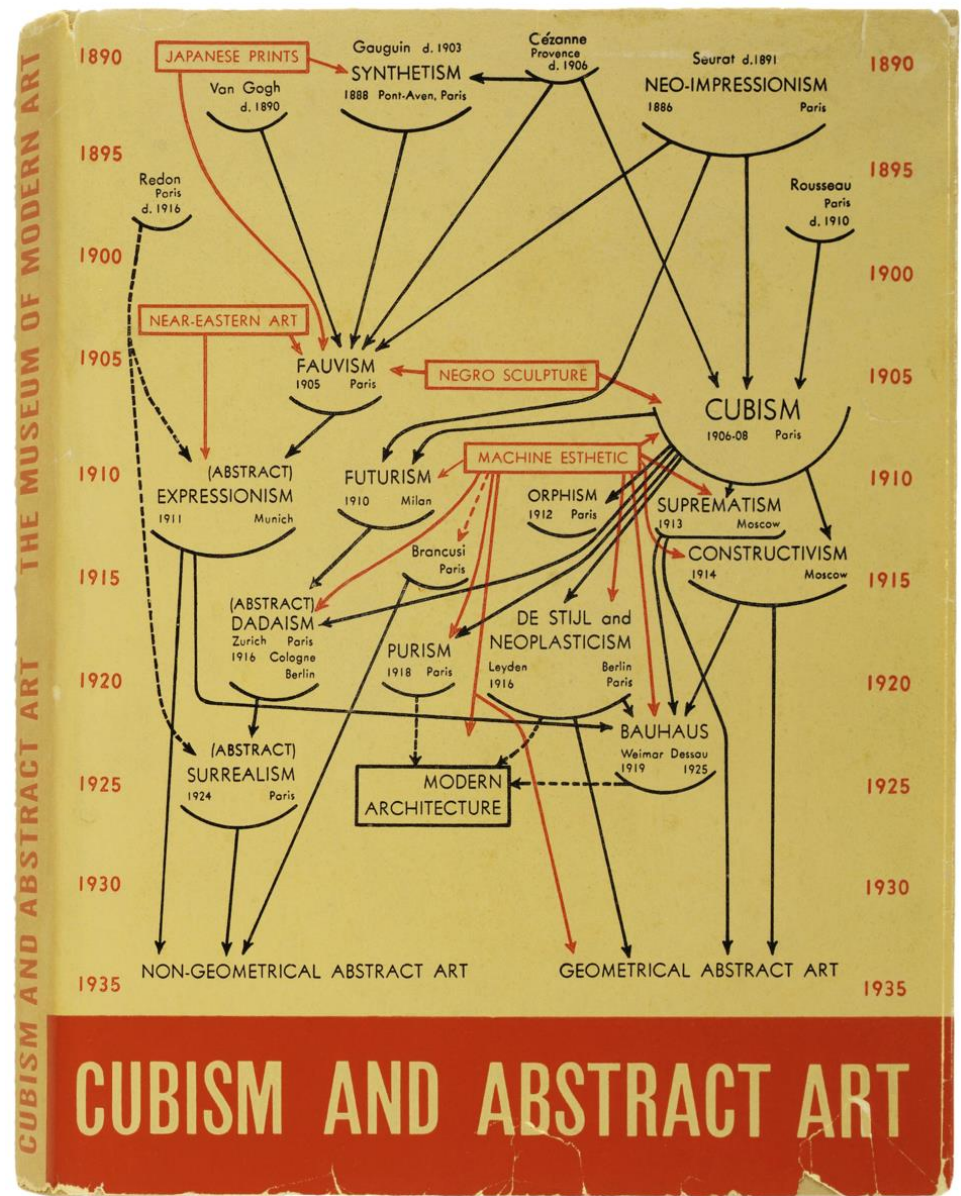 CUBISM AND ABSTRACT ART THE MUSEUM OF MODERN ART
1890
JAPANESE PRINTS
Gauguin d. 1903
SYNTHETISM
1888 Pont-Aven, Paris
Cézanne
Provence
d. 1906
Seurat d.1891
NEO-IMPRESSIONISM
1886 Paris
1890
Van Gogh
d. 1890
1895
1895
Redon
Paris
d. 1916
Rousseau
Paris
d. 1910
1900
1900
NEAR-EASTERN ART
1905
FAUVISM
1905 Paris
NEGRO SCULPTURE
1905
CUBISM
1906-08 Paris
1910
(ABSTRACT)
EXPRESSIONISM
1911 Munich
FUTURISM
1910 Milan
MACHINE ESTHETIC
ORPHISM
1912 Paris
SUPREMATISM
1913 Moscow
1910
Brancusi
Paris
CONSTRUCTIVISM
1914 Moscow
1915
1915
(ABSTRACT)
DADAISM
Zurich Paris
1916 Cologne
Berlin
PURISM
1918 Paris
DE STIJL and
NEOPLASTICISM
Leyden Berlin
1916 Paris
1920
1920
(ABSTRACT)
SURREALISM
1924 Paris
BAUHAUS
Weimar Dessau
1919 1925
1925
MODERN
ARCHITECTURE
1925
1930
1930
NON-GEOMETRICAL ABSTRACT ART
GEOMETRICAL ABSTRACT ART
1935
1935
CUBISM AND ABSTRACT ART